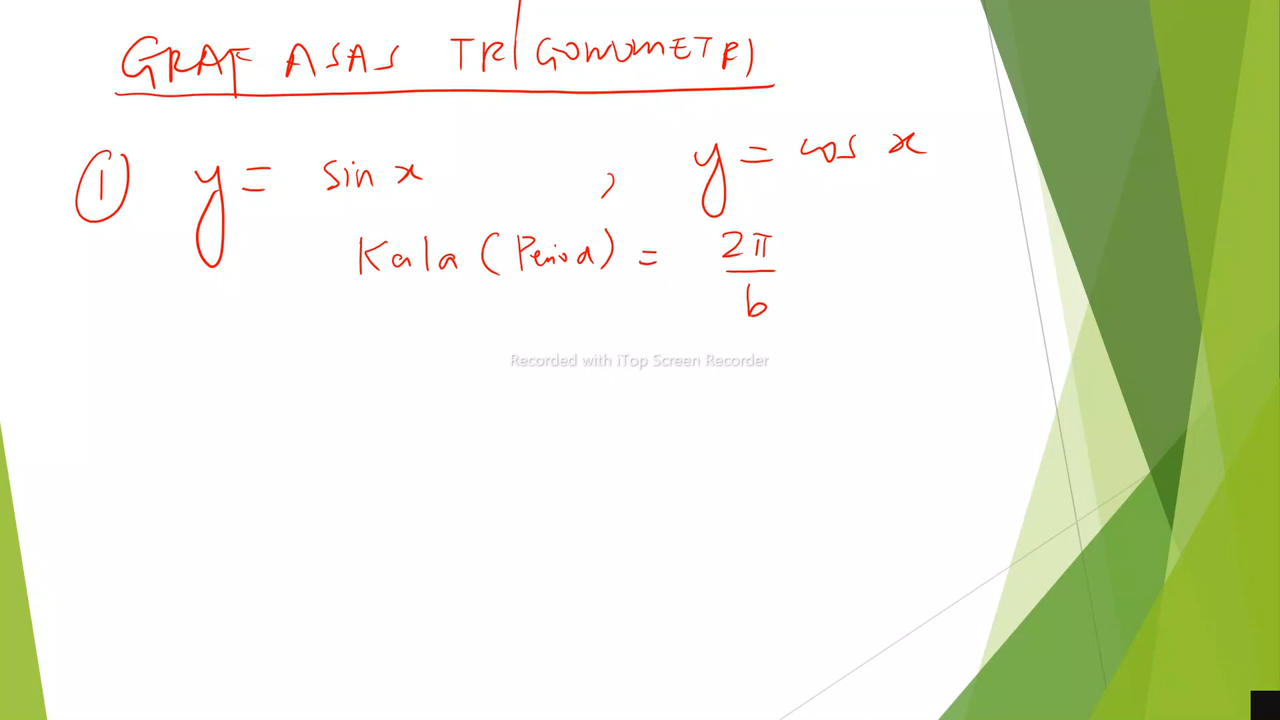 GRAF ASAS TRIGONOMETRI
① y = sin x , y = cos x
Kala (Period) = 2π/b
Recorded with iTop Screen Recorder